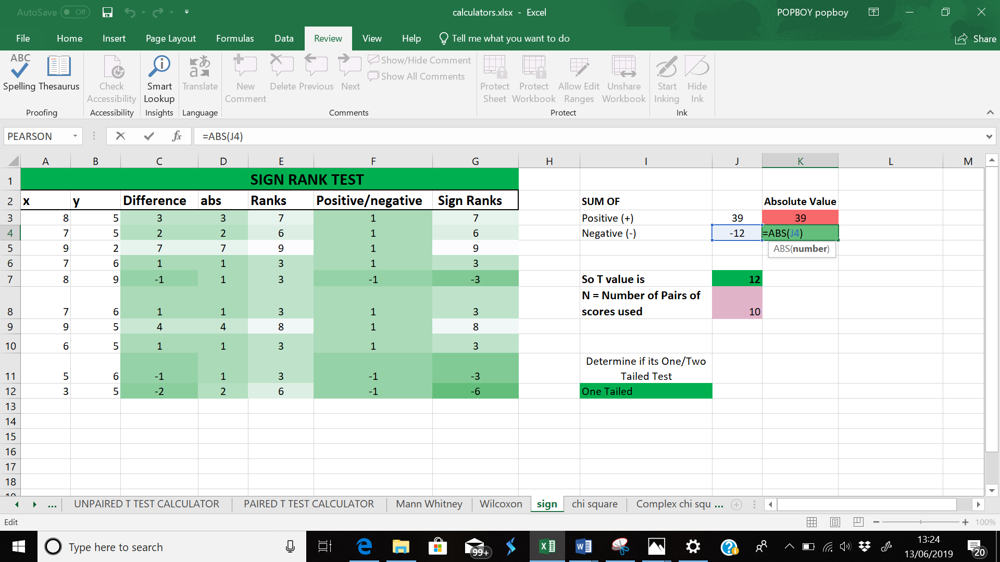 AutoSave Off
calculators.xlsx - Excel
POPBOY popboy
File Home Insert Page Layout Formulas Data Review View Help Tell me what you want to do Share
ABC
Spelling Thesaurus
Check Accessibility
Smart Lookup
Translate
New Comment
Delete Previous Next
Show/Hide Comment
Show All Comments
Protect Sheet
Protect Workbook
Allow Edit Ranges
Unshare Workbook
Start Inking
Hide Ink
Proofing Accessibility Insights Language Comments Protect Ink
PEARSON fx =ABS(J4)
A B C D E F G H I J K L M
1 SIGN RANK TEST
2 x y Difference abs Ranks Positive/negative Sign Ranks SUM OF Absolute Value
3 8 5 3 3 7 1 7 Positive (+) 39 39
4 7 5 2 2 6 1 6 Negative (-) -12 =ABS(J4)
ABS(number)
5 9 2 7 7 9 1 9
6 7 6 1 1 3 1 3
7 8 9 -1 1 3 -1 -3 So T value is 12
N = Number of Pairs of
8 7 6 1 1 3 1 3 scores used 10
9 9 5 4 4 8 1 8
10 6 5 1 1 3 1 3
Determine if its One/Two
Tailed Test
11 5 6 -1 1 3 -1 -3
12 3 5 -2 2 6 -1 -6 One Tailed
13
14
15
16
17
18
... UNPAIRED T TEST CALCULATOR PAIRED T TEST CALCULATOR Mann Whitney Wilcoxon sign chi square Complex chi squ ...
Edit 100%
Type here to search
99+
13:24
13/06/2019
20